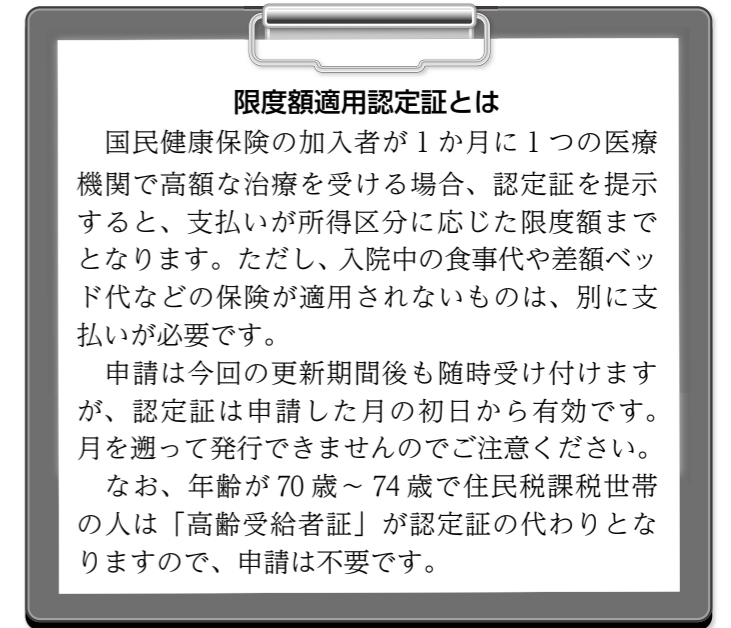 限度額適用認定証とは
　国民健康保険の加入者が１か月に１つの医療
機関で高額な治療を受ける場合、認定証を提示
すると、支払いが所得区分に応じた限度額まで
となります。ただし、入院中の食事代や差額ベッ
ド代などの保険が適用されないものは、別に支
払いが必要です。
　申請は今回の更新期間後も随時受け付けます
が、認定証は申請した月の初日から有効です。
月を遡って発行できませんのでご注意ください。
　なお、年齢が 70 歳～ 74 歳で住民税課税世帯
の人は「高齢受給者証」が認定証の代わりとな
りますので、申請は不要です。